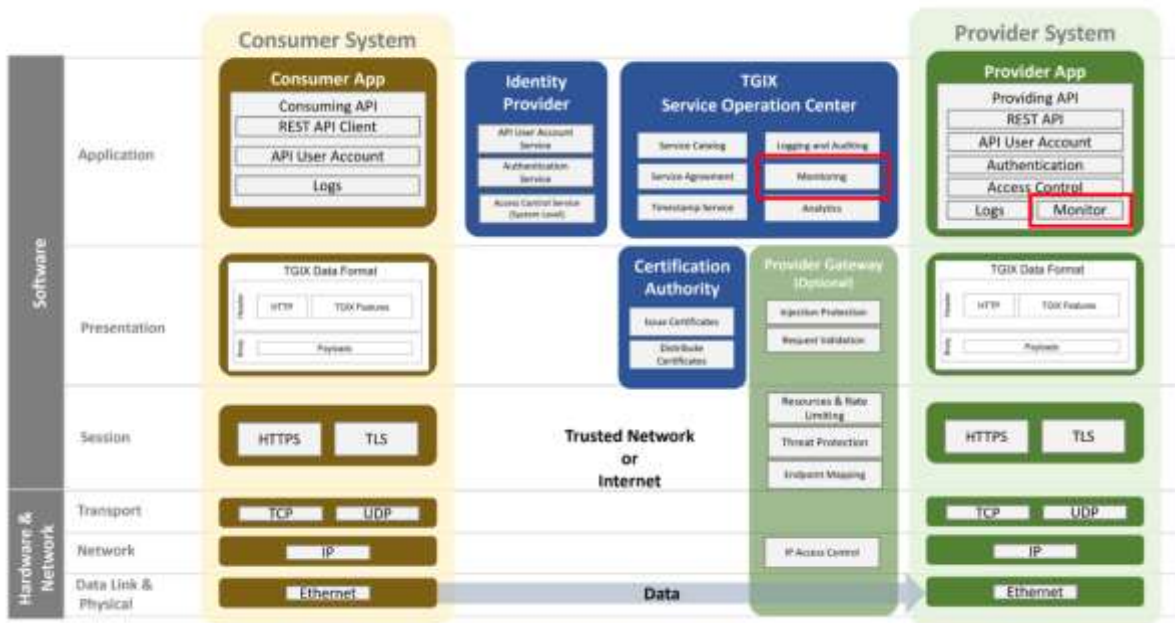 Consumer System
Provider System
Software
Hardware &
Network
Application
Presentation
Session
Transport
Network
Data Link &
Physical
Consumer App
Consuming API
REST API Client
API User Account
Logs
Identity
Provider
API User Account
Service
Authentication
Service
Access Control Service
(System Level)
TGIX
Service Operation Center
Service Catalog
Logging and Auditing
Service Agreement
Monitoring
Timestamp Service
Analytics
Provider App
Providing API
REST API
API User Account
Authentication
Access Control
Logs
Monitor
TGIX Data Format
Header
HTTP
TGIX Features
Body
Payloads
Certification
Authority
Issue Certificates
Distribute
Certificates
Provider Gateway
(Optional)
Injection Protection
Request Validation
Resources & Rate
Limiting
Threat Protection
Endpoint Mapping
IP Access Control
TGIX Data Format
Header
HTTP
TGIX Features
Body
Payloads
HTTPS
TLS
Trusted Network
or
Internet
HTTPS
TLS
TCP
UDP
TCP
UDP
IP
IP
Ethernet
Data
Ethernet